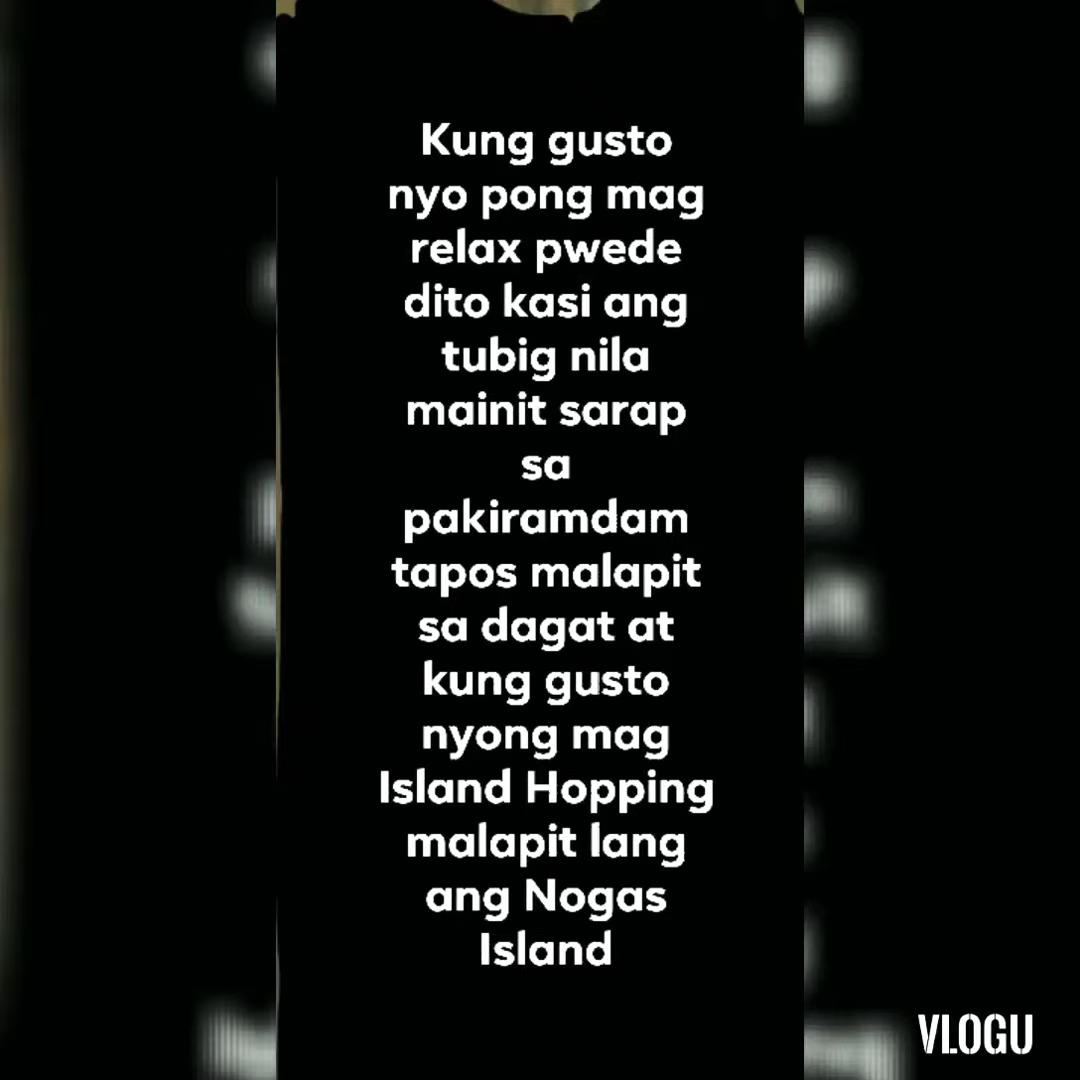 Kung gusto
nyo pong mag
relax pwede
dito kasi ang
tubig nila
mainit sarap
sa
pakiramdam
tapos malapit
sa dagat at
kung gusto
nyong mag
Island Hopping
malapit lang
ang Nogas
Island
VLOGU